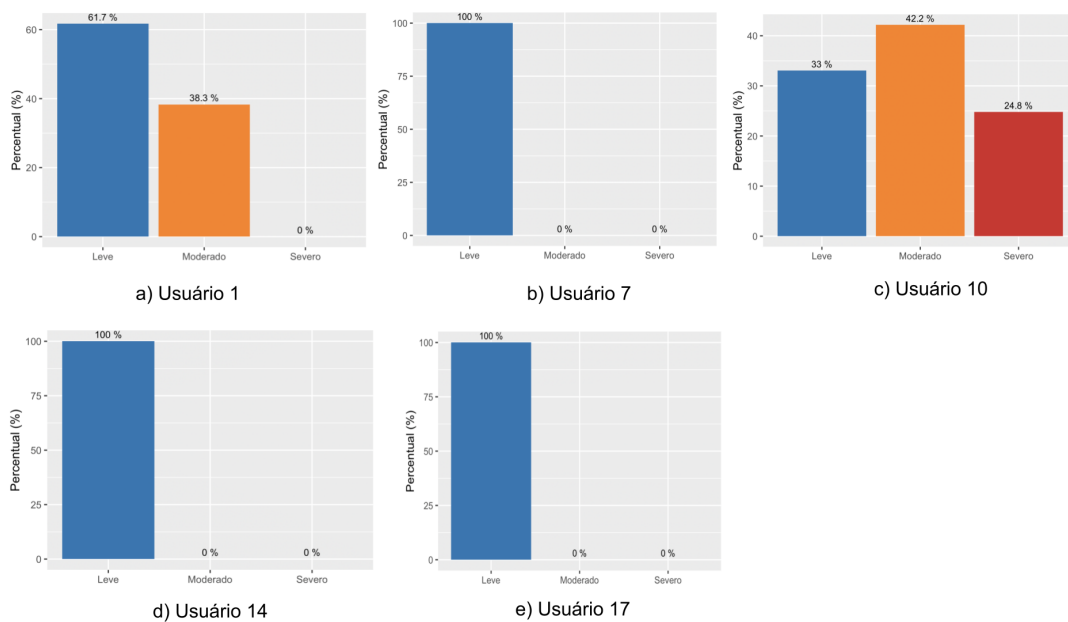 61.7 %
60
40
20
0
38.3 %
0 %
Percentual (%)
Leve Moderado Severo
a) Usuário 1
100 %
100
75
50
25
0
0 % 0 %
Percentual (%)
Leve Moderado Severo
b) Usuário 7
42.2 %
40
30
20
10
0
33 %
24.8 %
Percentual (%)
Leve Moderado Severo
c) Usuário 10
100 %
100
75
50
25
0
0 % 0 %
Percentual (%)
Leve Moderado Severo
d) Usuário 14
100 %
100
75
50
25
0
0 % 0 %
Percentual (%)
Leve Moderado Severo
e) Usuário 17